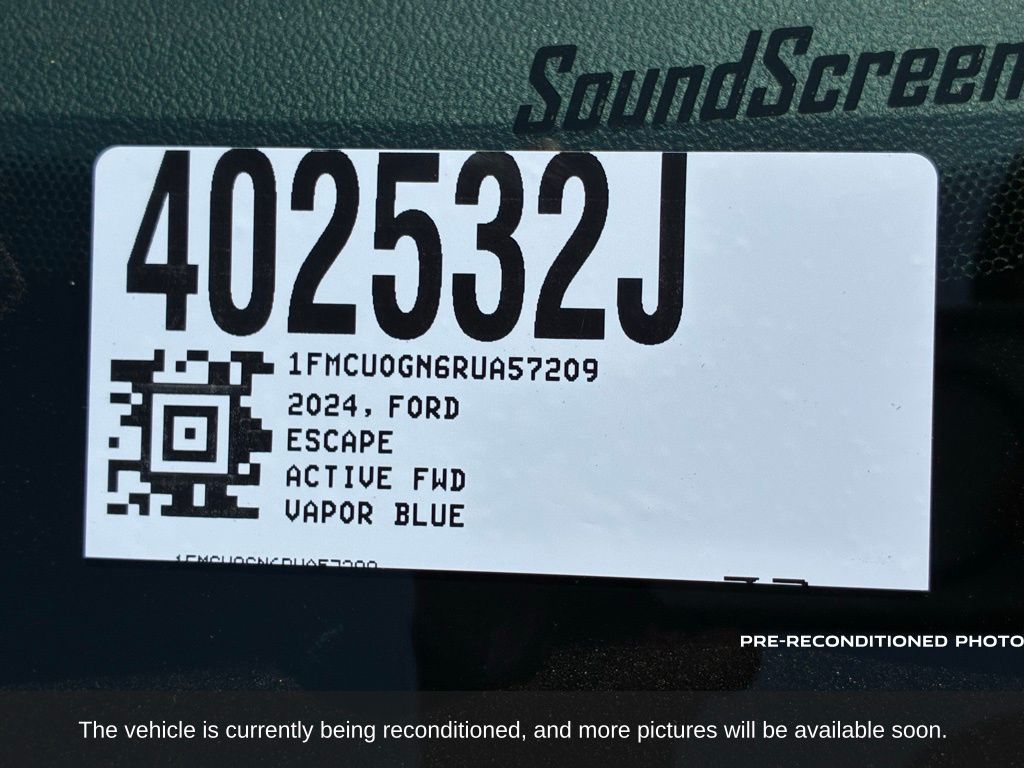 SoundScreen
402532J
1FMCU0GN6RUA57209
2024, FORD
ESCAPE
ACTIVE FWD
VAPOR BLUE
PRE-RECONDITIONED PHOTO
The vehicle is currently being reconditioned, and more pictures will be available soon.